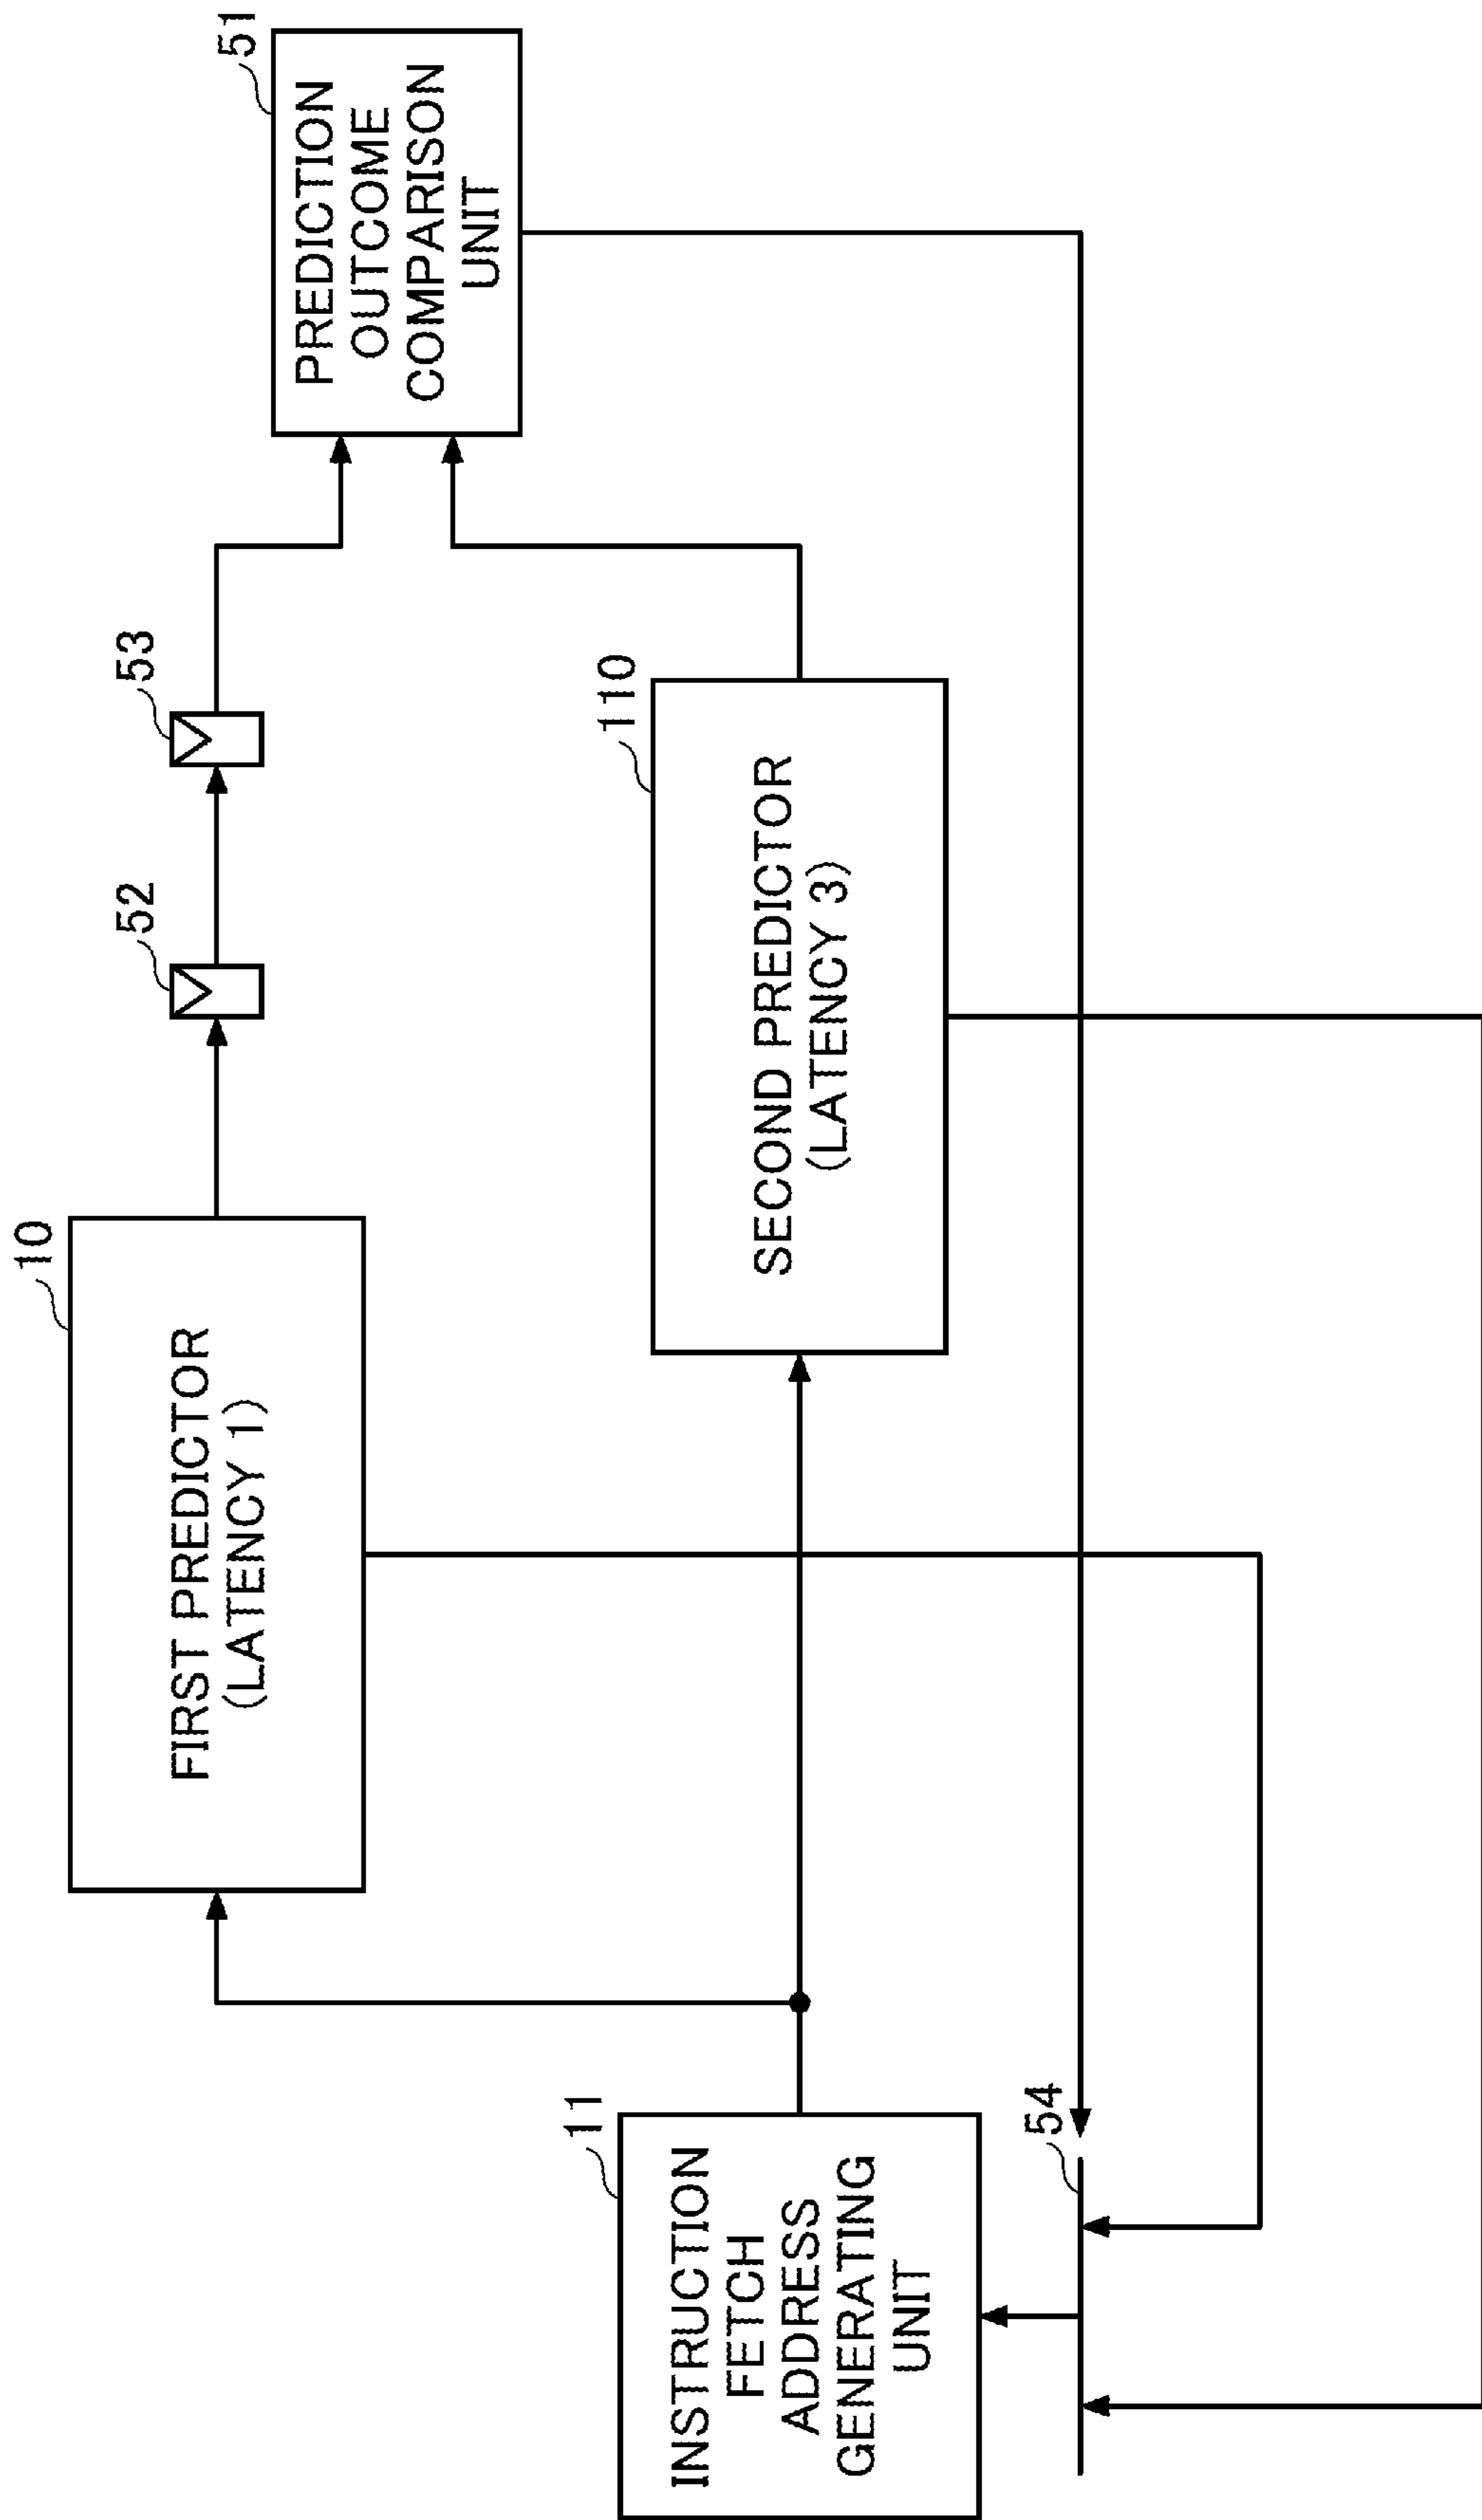 10
FIRST PREDICTOR
(LATENCY 1)
52
53
51
PREDICTION
OUTCOME
COMPARISON
UNIT
11
INSTRUCTION
FETCH
ADDRESS
GENERATING
UNIT
110
SECOND PREDICTOR
(LATENCY 3)
54